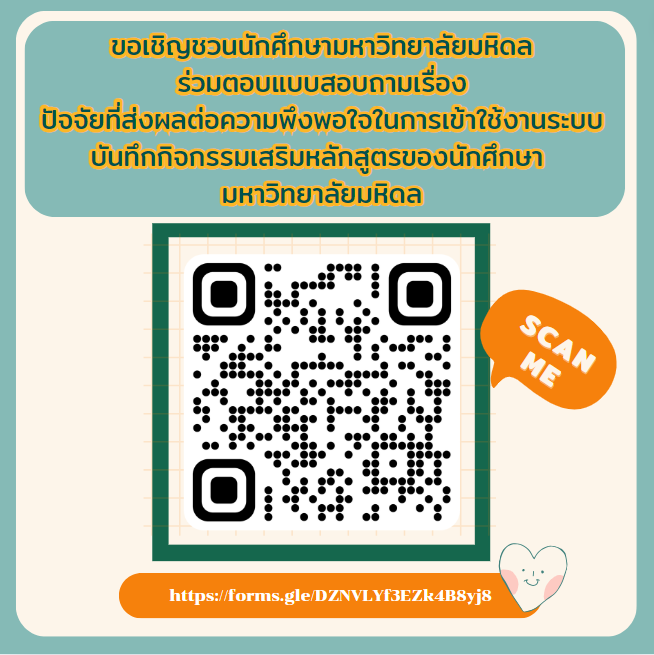 ขอเชิญชวนนักศึกษามหาวิทยาลัยมหิดล
ร่วมตอบแบบสอบถามเรื่อง
ปัจจัยที่ส่งผลต่อความพึงพอใจในการเข้าใช้งานระบบ
บันทึกกิจกรรมเสริมหลักสูตรของนักศึกษา
มหาวิทยาลัยมหิดล
SCAN
ME
https://forms.gle/DZNVLYf3EZk4B8yj8